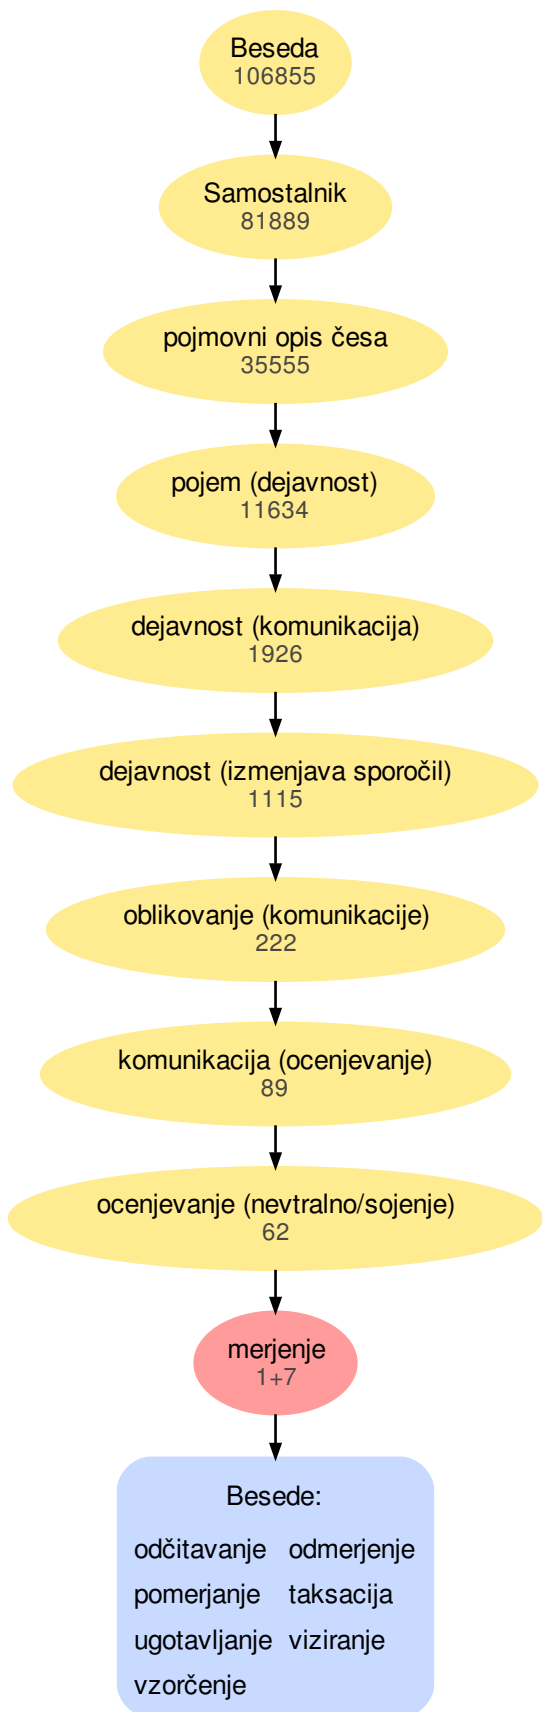 Beseda
106855
Samostalnik
81889
pojmovni opis česa
35555
pojem (dejavnost)
11634
dejavnost (komunikacija)
1926
dejavnost (izmenjava sporočil)
1115
oblikovanje (komunikacije)
222
komunikacija (ocenjevanje)
89
ocenjevanje (nevtralno/sojenje)
62
merjenje
1+7
Besede:
odčitavanje odmerjenje
pomerjanje taksacija
ugotavljanje viziranje
vzorčenje